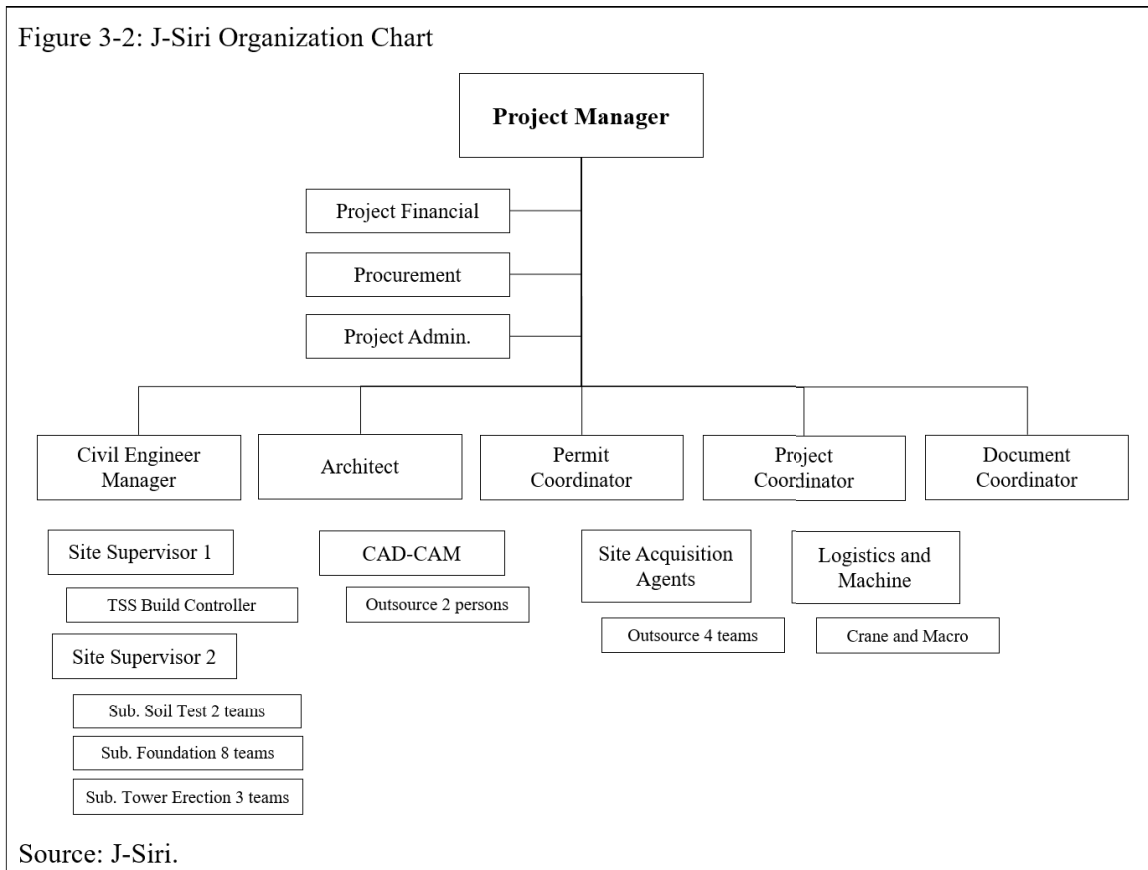 Figure 3-2: J-Siri Organization Chart
Project Manager
Project Financial
Procurement
Project Admin.
Civil Engineer
Manager
Architect
Permit
Coordinator
Project
Coordinator
Document
Coordinator
Site Supervisor 1
TSS Build Controller
Site Supervisor 2
Sub. Soil Test 2 teams
Sub. Foundation 8 teams
Sub. Tower Erection 3 teams
CAD-CAM
Outsource 2 persons
Site Acquisition
Agents
Outsource 4 teams
Logistics and
Machine
Crane and Macro
Source: J-Siri.